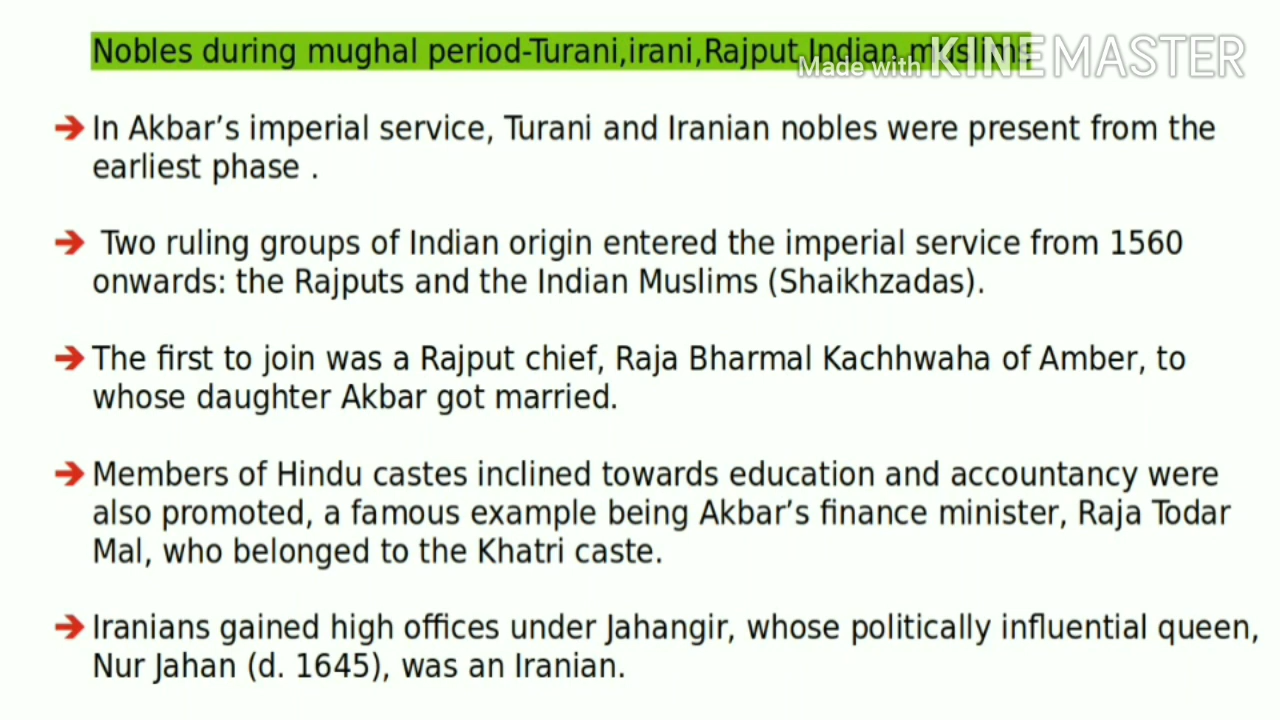 Nobles during mughal period-Turani,irani,Rajput,Indian muslims
Made with KINEMASTER
➔ In Akbar’s imperial service, Turani and Iranian nobles were present from the
earliest phase .
➔ Two ruling groups of Indian origin entered the imperial service from 1560
onwards: the Rajputs and the Indian Muslims (Shaikhzadas).
➔ The first to join was a Rajput chief, Raja Bharmal Kachhwaha of Amber, to
whose daughter Akbar got married.
➔ Members of Hindu castes inclined towards education and accountancy were
also promoted, a famous example being Akbar’s finance minister, Raja Todar
Mal, who belonged to the Khatri caste.
➔ Iranians gained high offices under Jahangir, whose politically influential queen,
Nur Jahan (d. 1645), was an Iranian.